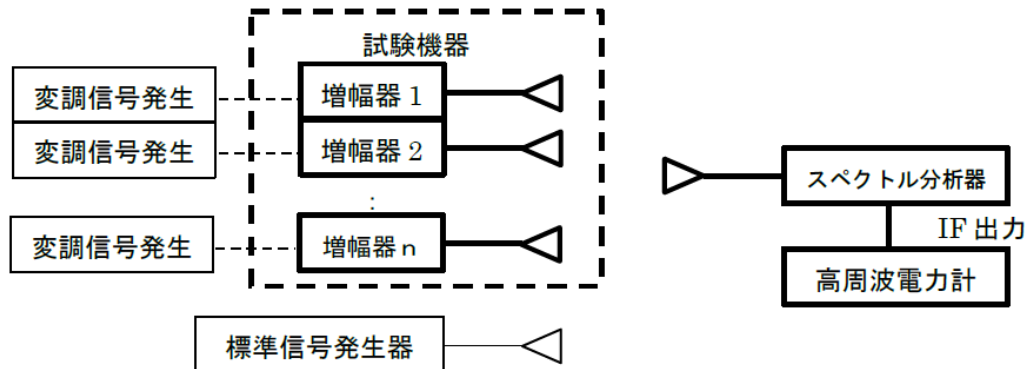 試験機器
変調信号発生
増幅器 1
変調信号発生
増幅器 2
スペクトル分析器
:
IF 出力
変調信号発生
増幅器 n
高周波電力計
標準信号発生器